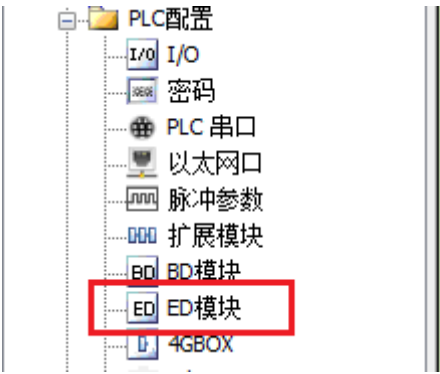 PLC配置
I/O I/O
密码
PLC 串口
以太网口
脉冲参数
扩展模块
BD BD模块
ED ED模块
4GBOX